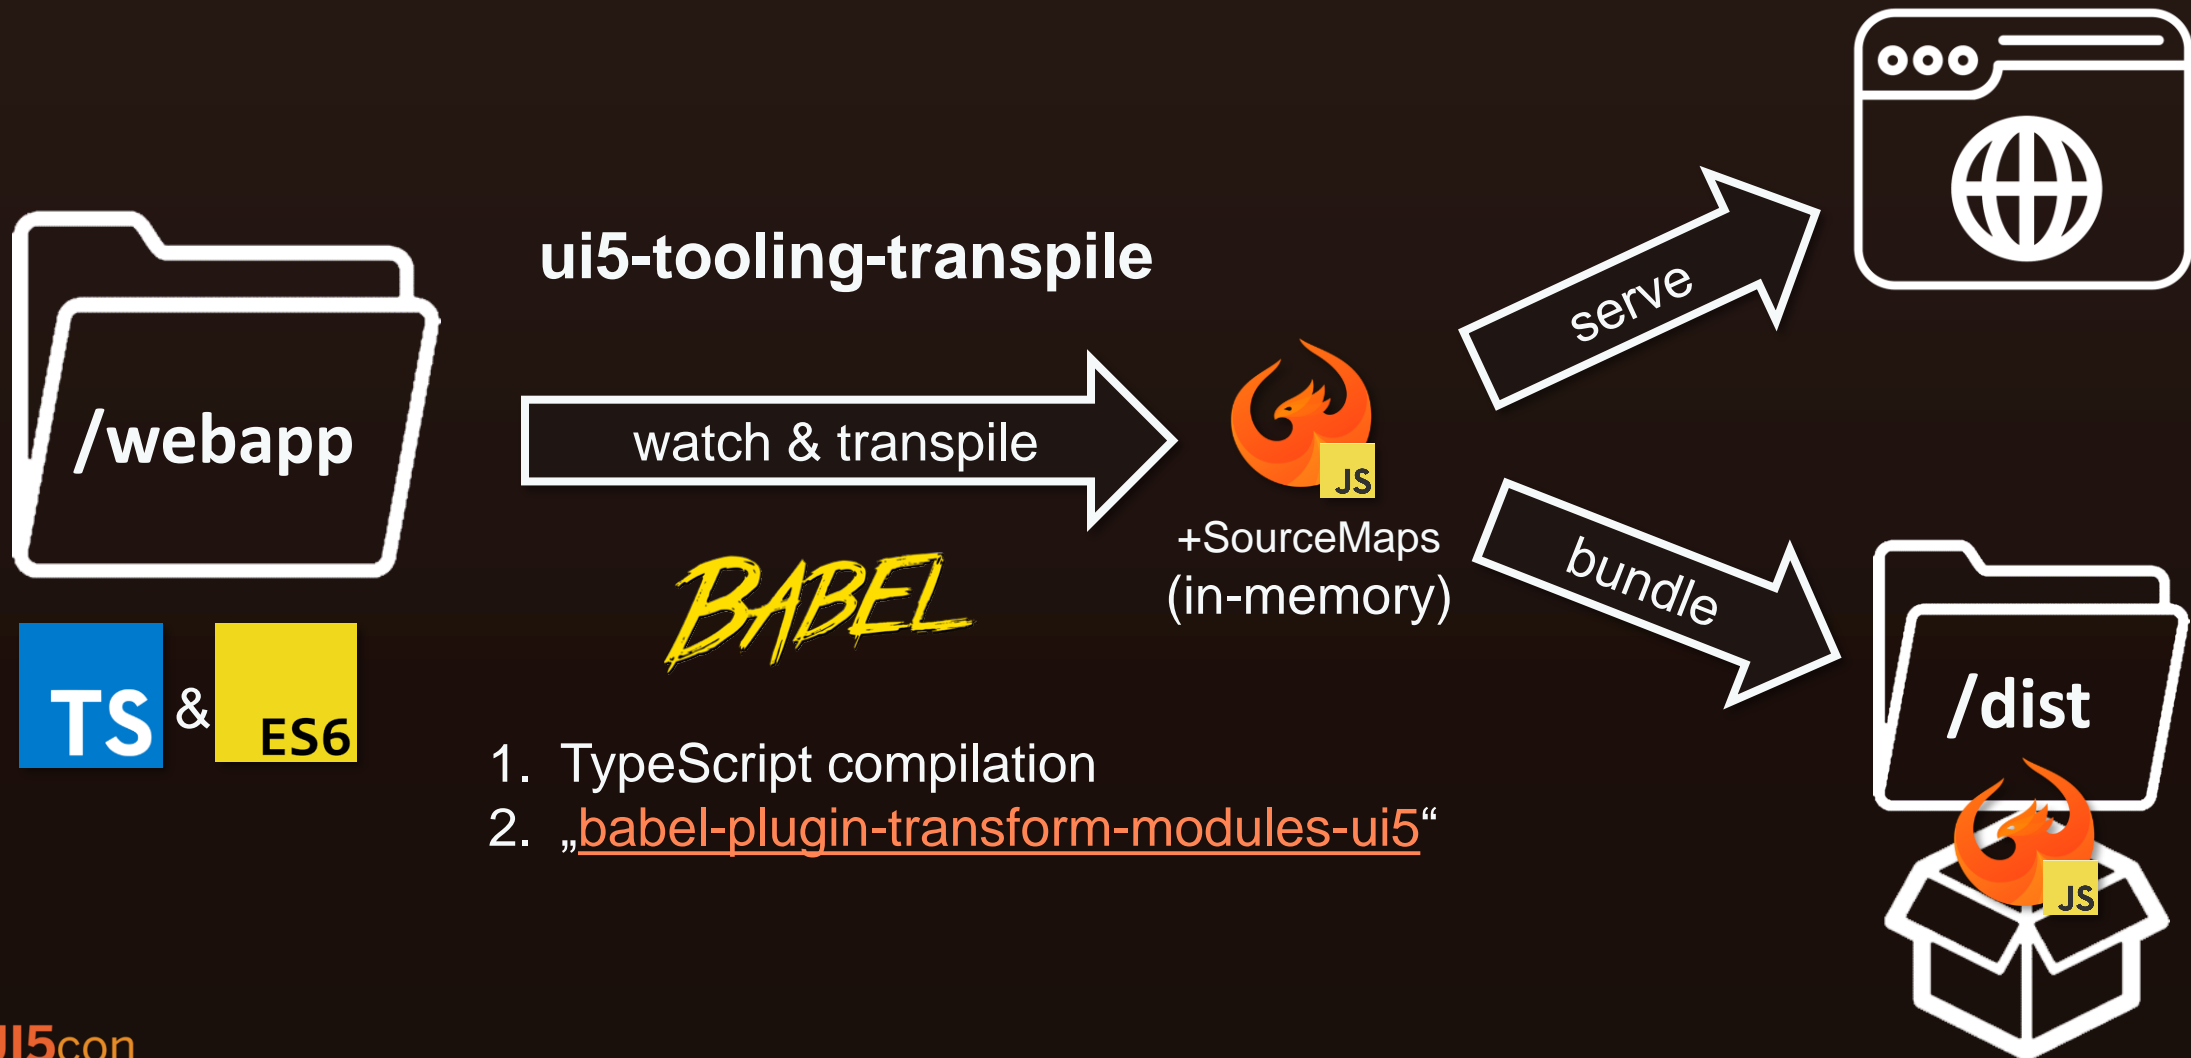 ui5-tooling-transpile
serve
/webapp
watch & transpile
JS
+SourceMaps
(in-memory)
bundle
BABEL
TS & ES6
/dist
1. TypeScript compilation
2. „babel-plugin-transform-modules-ui5“
JS
UI5con